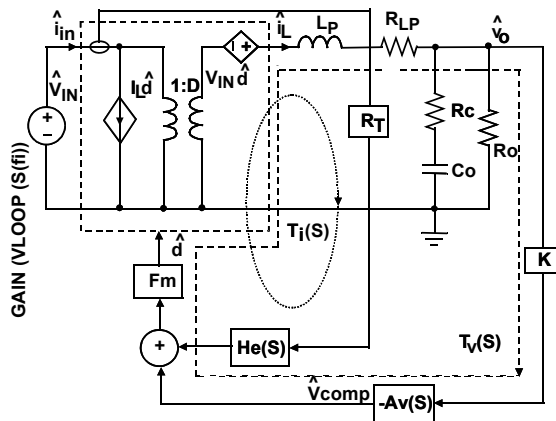 î_in
î_L
L_P
R_LP
v̂_o
+
V̂_IN
I_L d̂
1:D
V_IN d̂
+
−
R_T
Rc
Ro
Co
T_i(S)
GAIN (VLOOP (S(fi))
d̂
Fm
K
T_V(S)
+
He(S)
V̂comp
-Av(S)